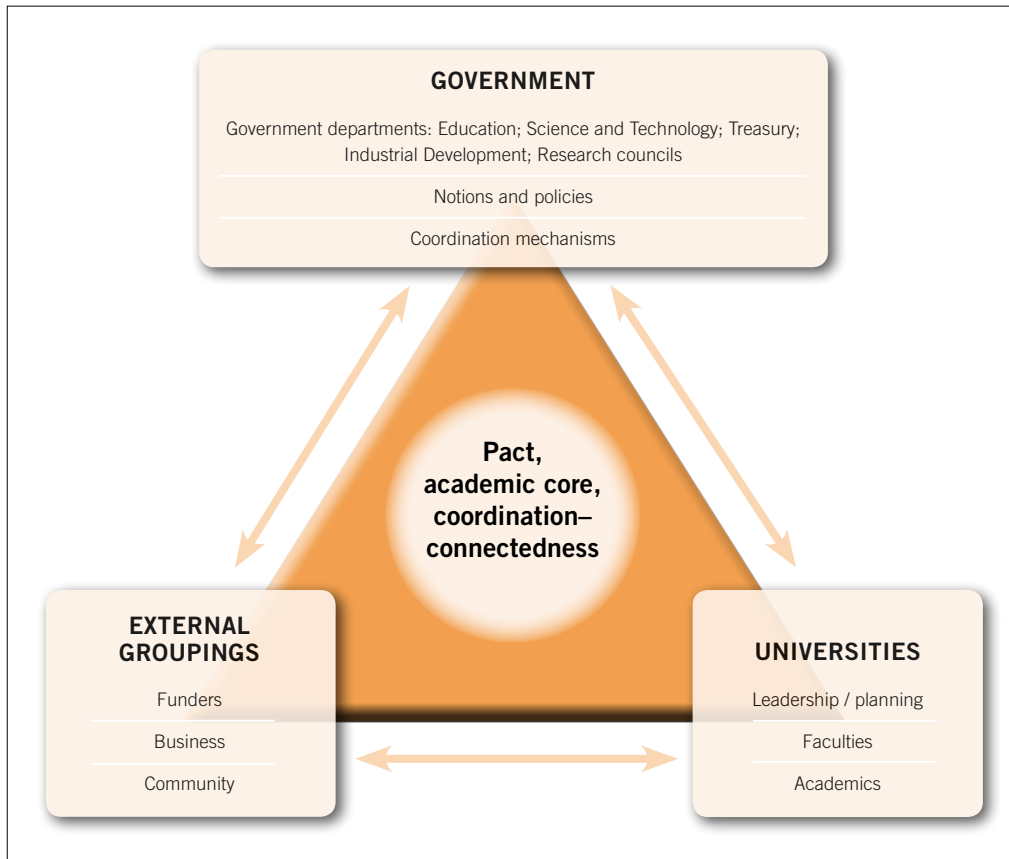 GOVERNMENT
Government departments: Education; Science and Technology; Treasury;
Industrial Development; Research councils
Notions and policies
Coordination mechanisms
Pact,
academic core,
coordination–
connectedness
EXTERNAL
GROUPINGS
Funders
Business
Community
UNIVERSITIES
Leadership / planning
Faculties
Academics